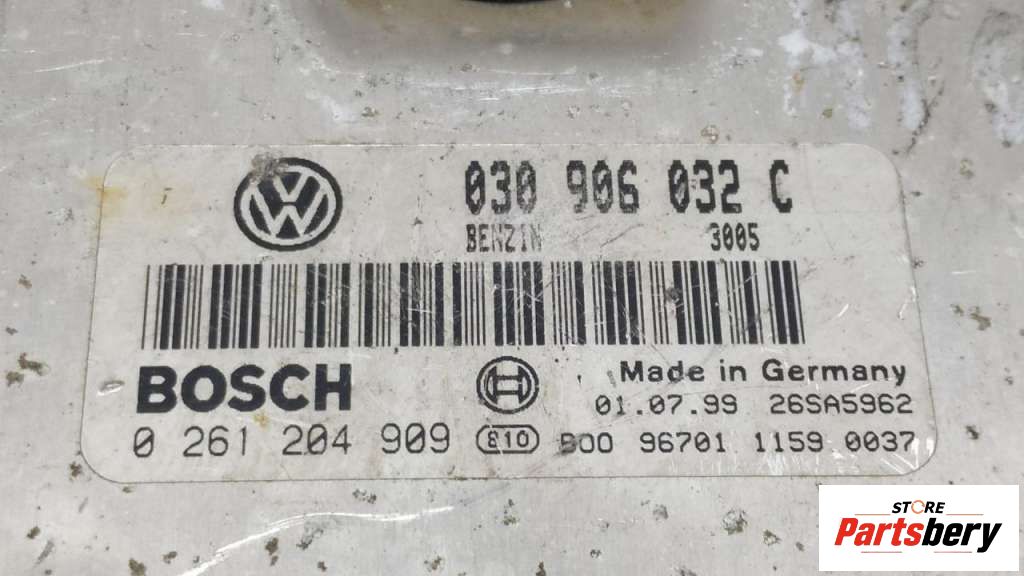 030 906 032 C
BENZIN 3005
BOSCH
Made in Germany
01.07.99 26SA5962
0 261 204 909 810 900 96701 1159 0037
STORE
Partsbery